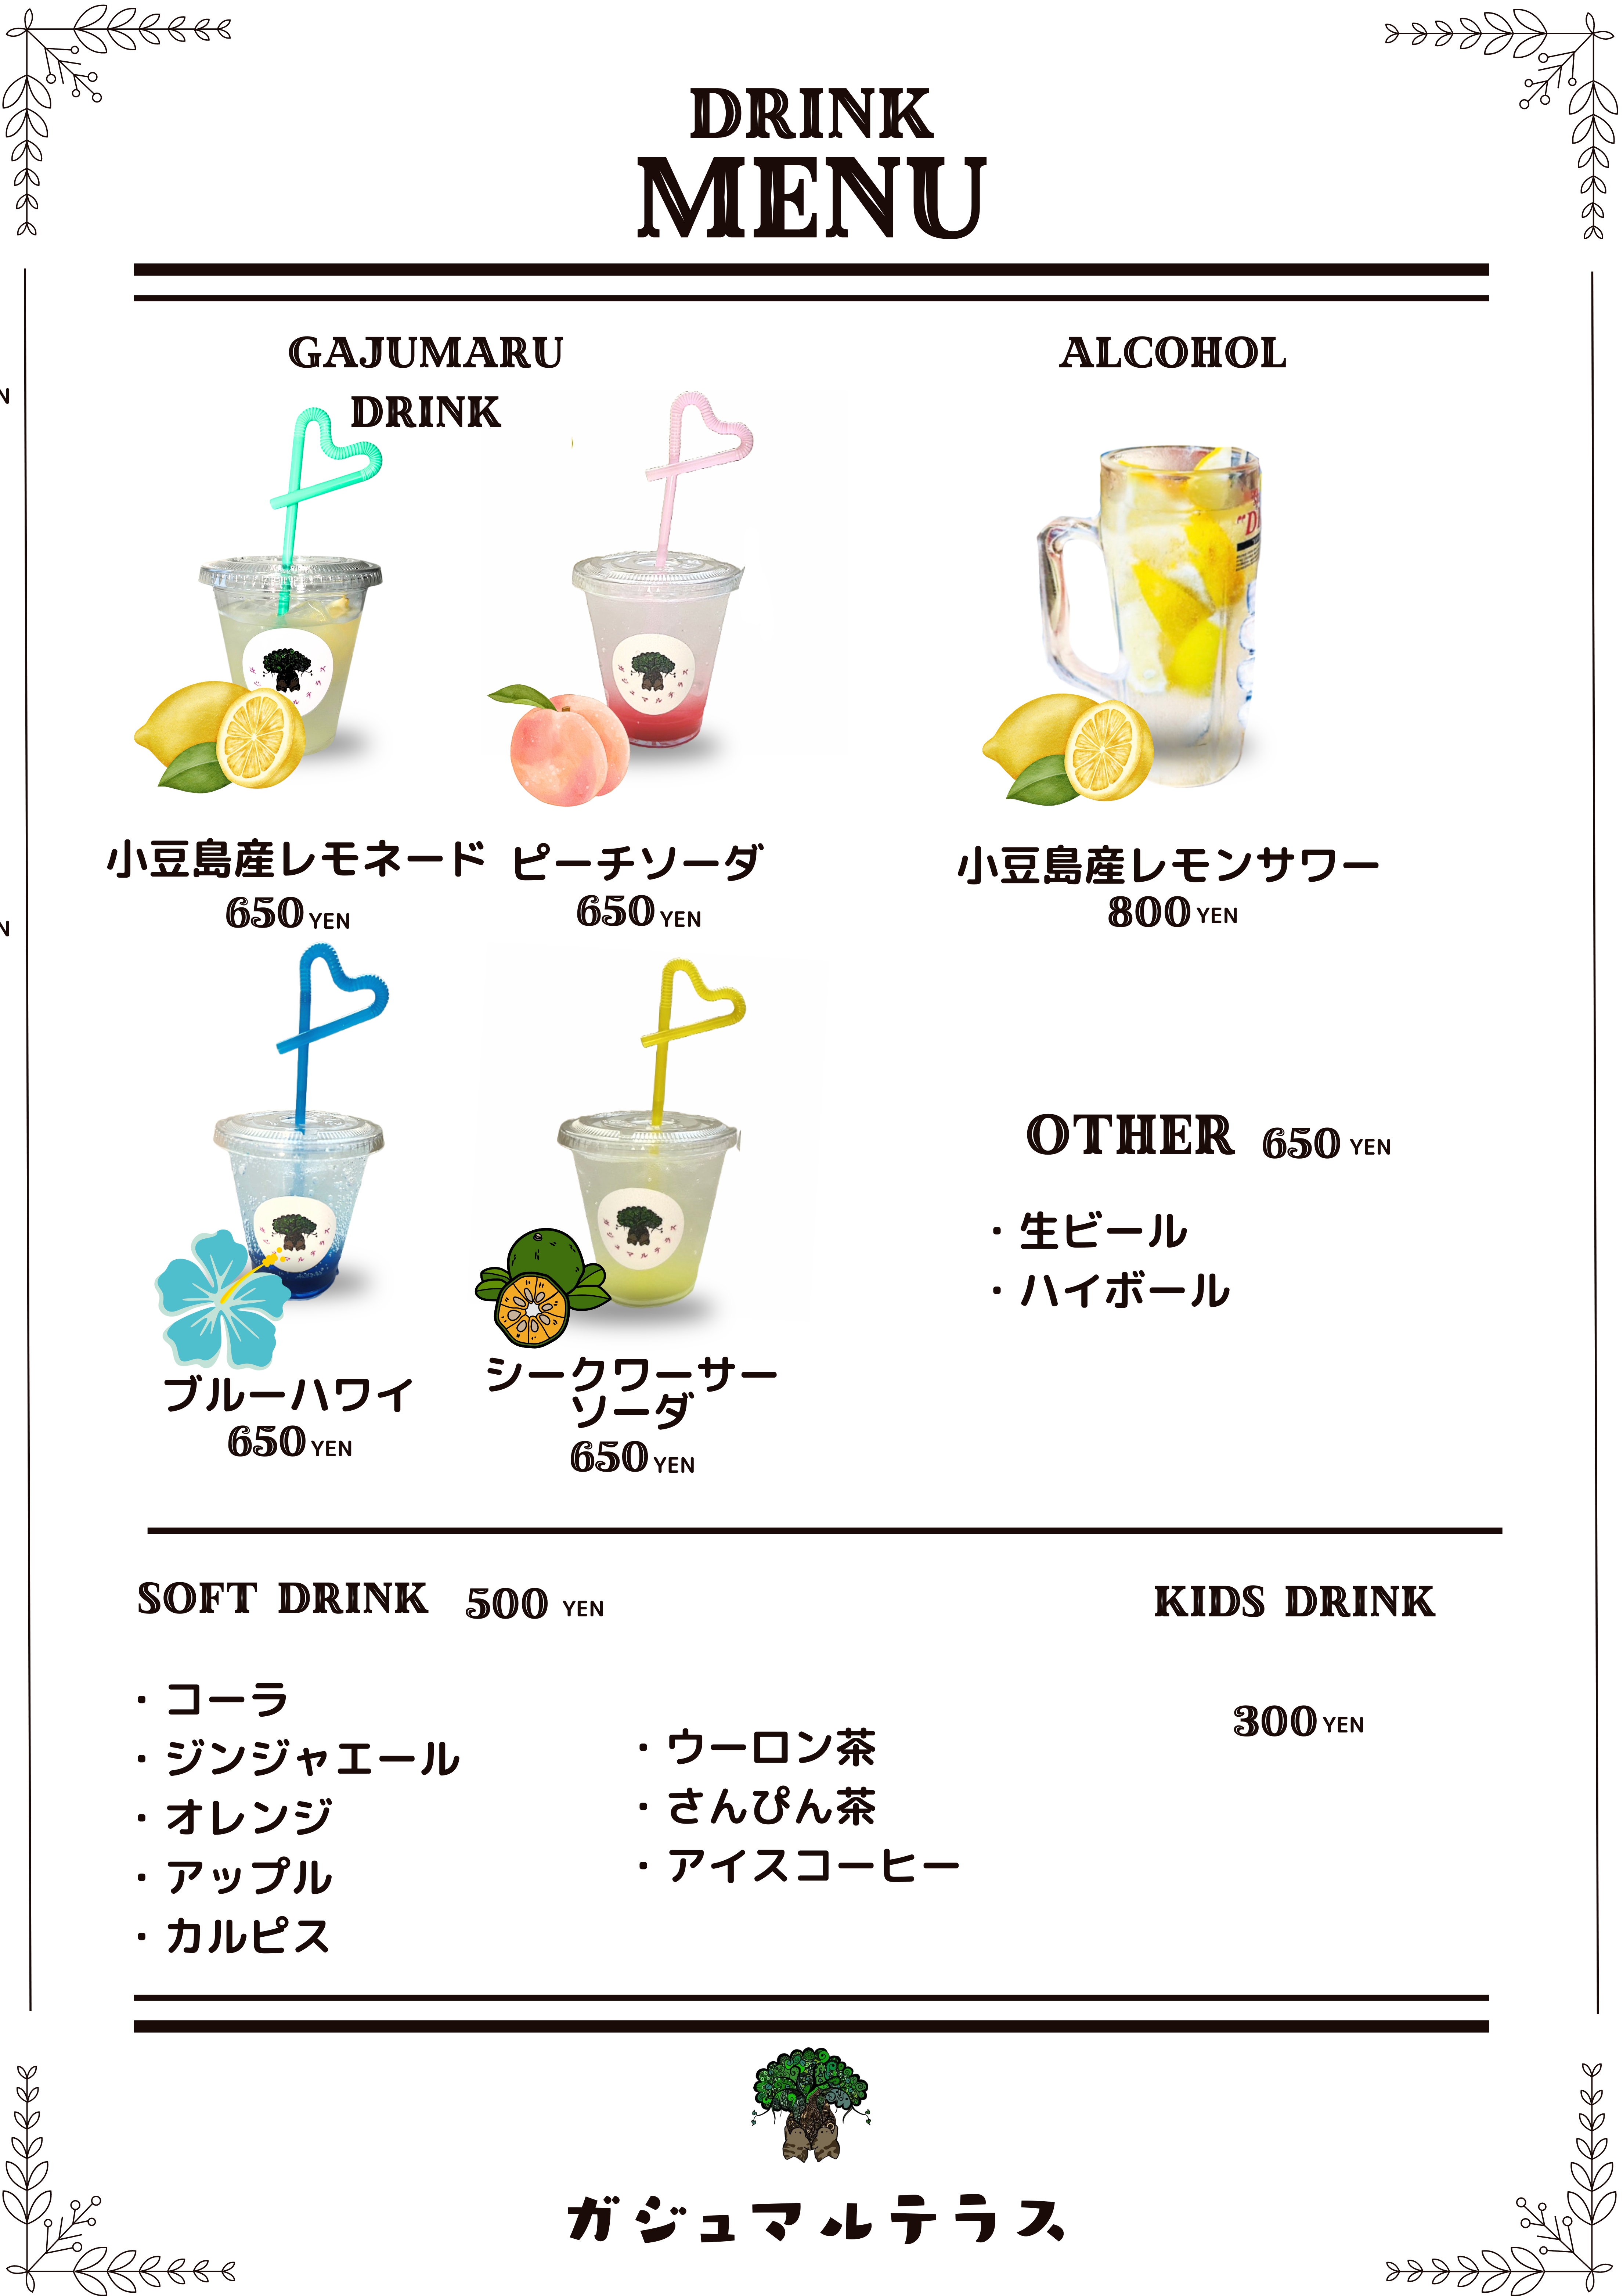 DRINK
MENU
GAJUMARU
DRINK
小豆島産レモネード
650 YEN
ピーチソーダ
650 YEN
ブルーハワイ
650 YEN
シークワーサー
ソーダ
650 YEN
ALCOHOL
小豆島産レモンサワー
800 YEN
OTHER 650 YEN
・生ビール
・ハイボール
SOFT DRINK 500 YEN
・コーラ
・ジンジャエール
・オレンジ
・アップル
・カルピス
・ウーロン茶
・さんぴん茶
・アイスコーヒー
KIDS DRINK
300 YEN
ガジュマルテラス